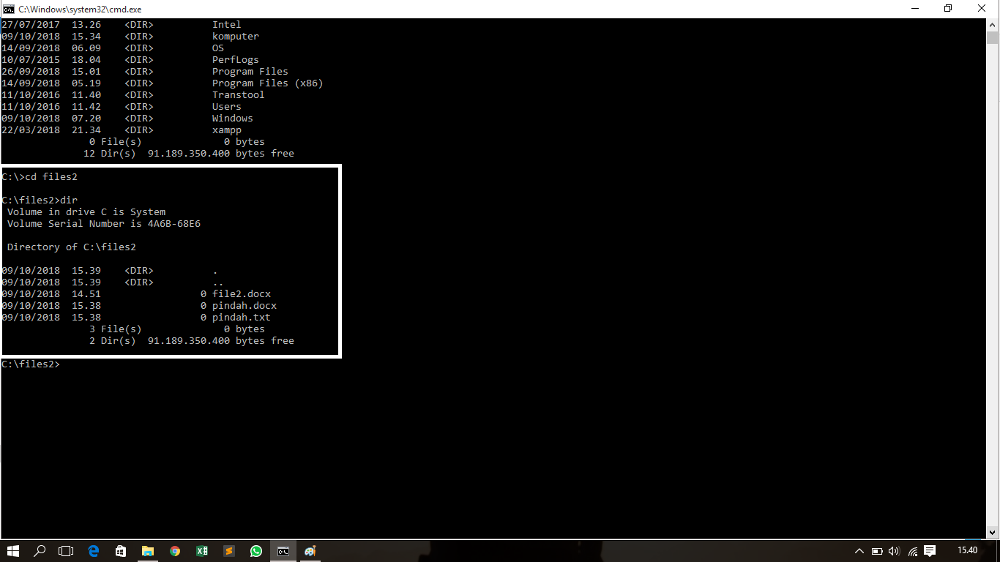 C:\Windows\system32\cmd.exe
27/07/2017  13.26    <DIR>          Intel
09/10/2018  15.34    <DIR>          komputer
14/09/2018  06.09    <DIR>          OS
10/07/2015  18.04    <DIR>          PerfLogs
26/09/2018  15.01    <DIR>          Program Files
14/09/2018  05.19    <DIR>          Program Files (x86)
11/10/2016  11.40    <DIR>          Transtool
11/10/2016  11.42    <DIR>          Users
09/10/2018  07.20    <DIR>          Windows
22/03/2018  21.34    <DIR>          xampp
               0 File(s)              0 bytes
              12 Dir(s)  91.189.350.400 bytes free
C:\>cd files2
C:\files2>dir
 Volume in drive C is System
 Volume Serial Number is 4A6B-68E6
 Directory of C:\files2
09/10/2018  15.39    <DIR>          .
09/10/2018  15.39    <DIR>          ..
09/10/2018  14.51                 0 file2.docx
09/10/2018  15.38                 0 pindah.docx
09/10/2018  15.38                 0 pindah.txt
               3 File(s)              0 bytes
               2 Dir(s)  91.189.350.400 bytes free
C:\files2>
15.40